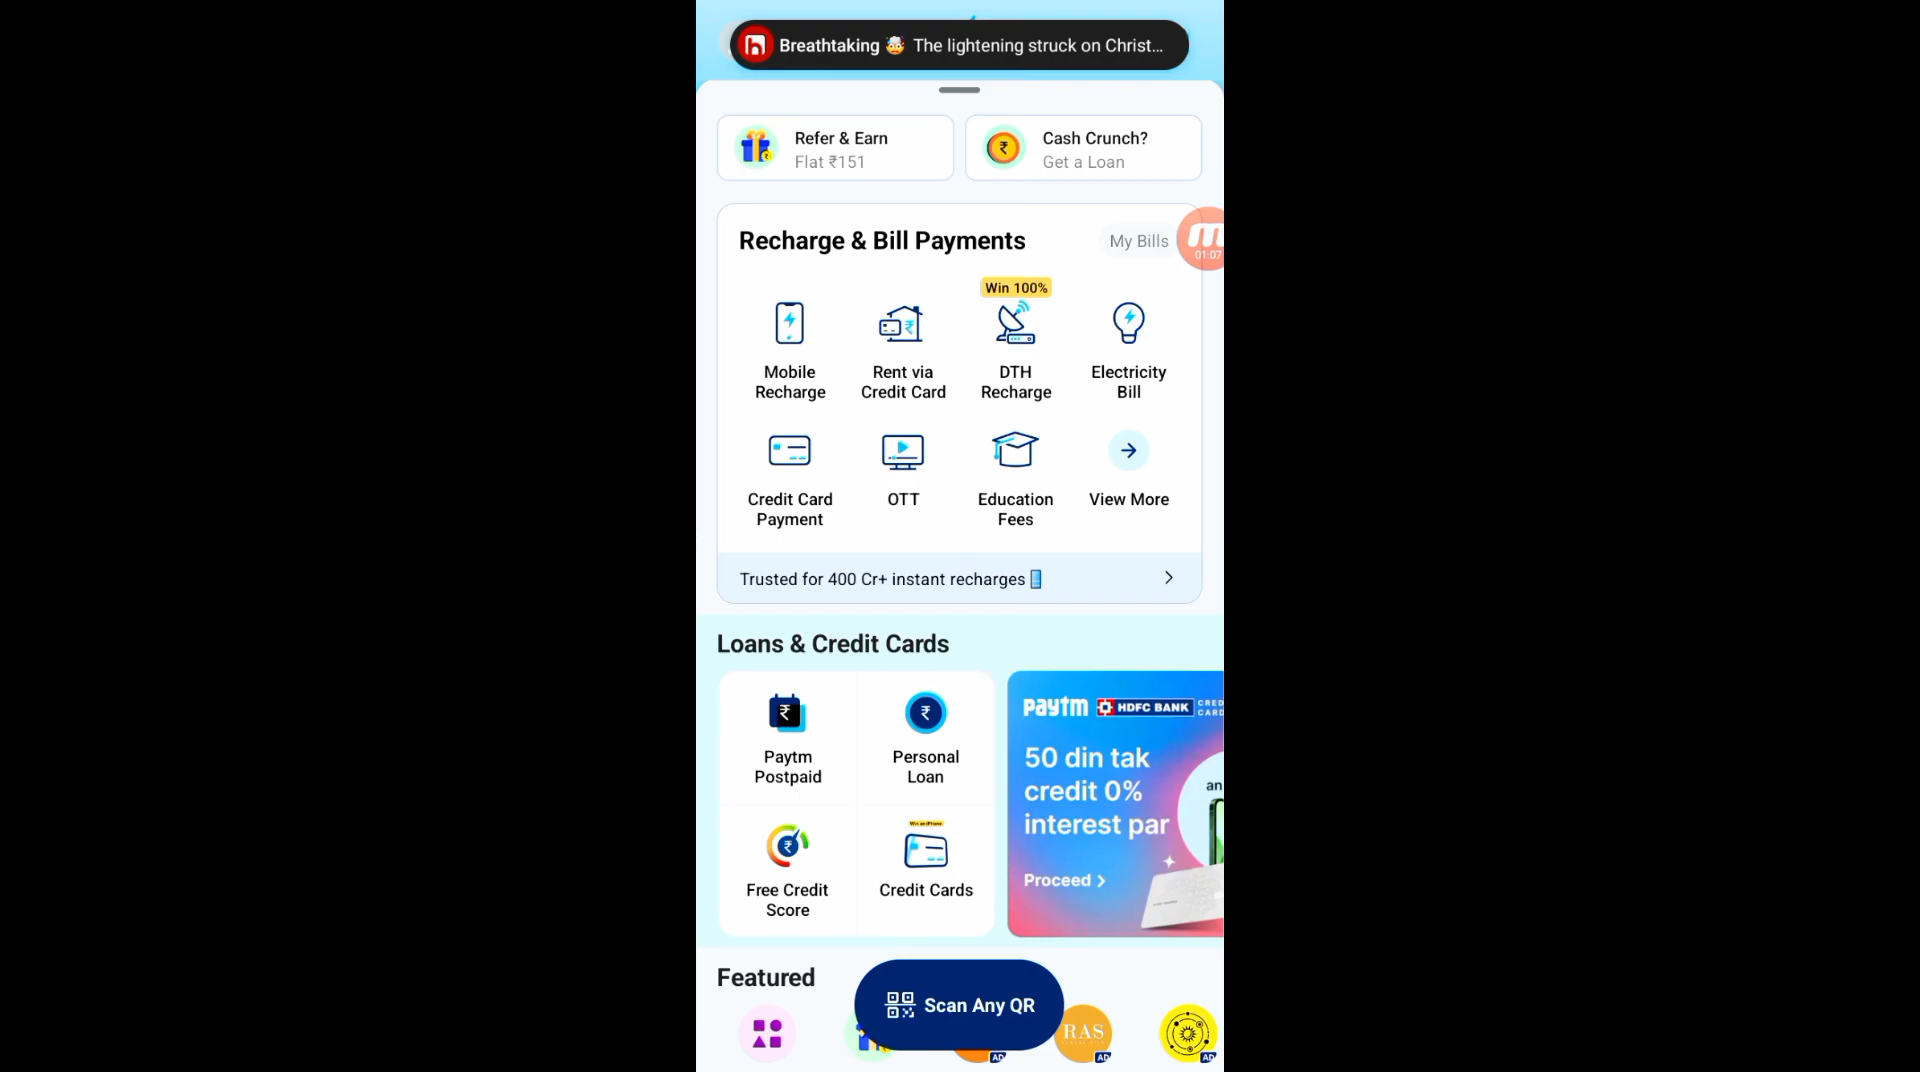 Breathtaking 🤯 The lightening struck on Christ...
Refer & Earn
Flat ₹151
Cash Crunch?
Get a Loan
Recharge & Bill Payments
My Bills
01:07
Win 100%
Mobile
Recharge
Rent via
Credit Card
DTH
Recharge
Electricity
Bill
Credit Card
Payment
OTT
Education
Fees
View More
Trusted for 400 Cr+ instant recharges
Loans & Credit Cards
Paytm
Postpaid
Personal
Loan
Free Credit
Score
Win an iPhone
Credit Cards
paytm HDFC BANK
50 din tak
credit 0%
interest par
an
Proceed
Featured
Scan Any QR
RAS
AD
AD
AD